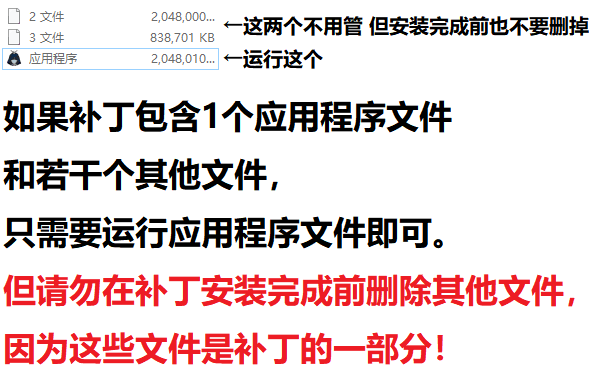 2 文件 2,048,000... ←这两个不用管 但安装完成前也不要删掉
3 文件 838,701 KB
应用程序 2,048,010... ←运行这个
如果补丁包含1个应用程序文件
和若干个其他文件，
只需要运行应用程序文件即可。
但请勿在补丁安装完成前删除其他文件，
因为这些文件是补丁的一部分！